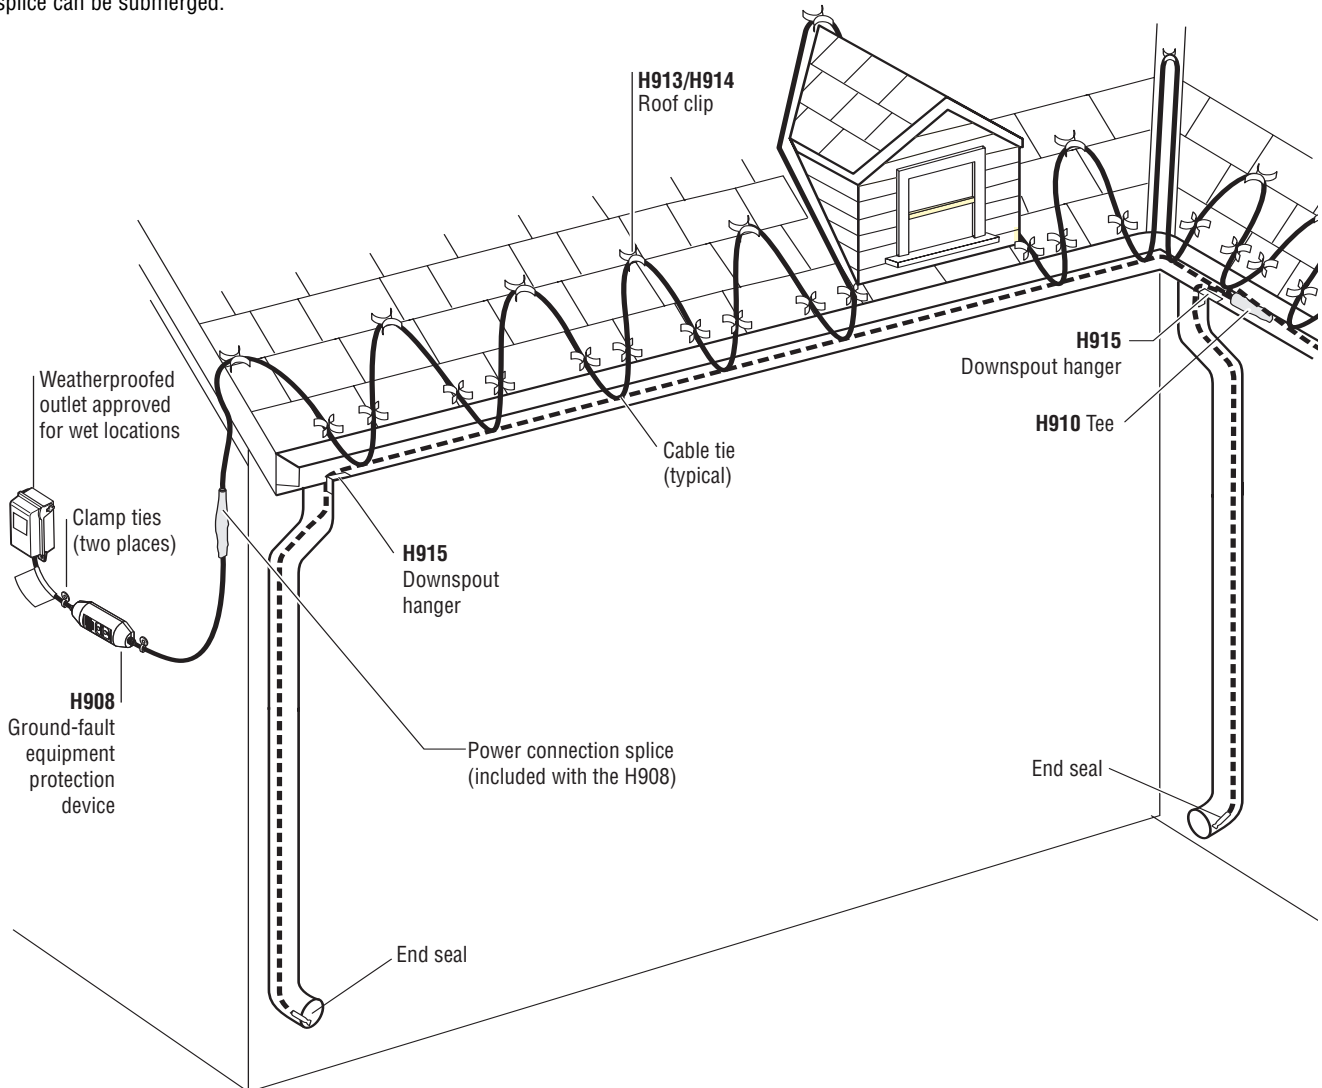 splice can be submerged.
H913/H914
Roof clip
Weatherproofed
outlet approved
for wet locations
Clamp ties
(two places)
H908
Ground-fault
equipment
protection
device
H915
Downspout
hanger
Cable tie
(typical)
Power connection splice
(included with the H908)
End seal
H915
Downspout hanger
H910 Tee
End seal